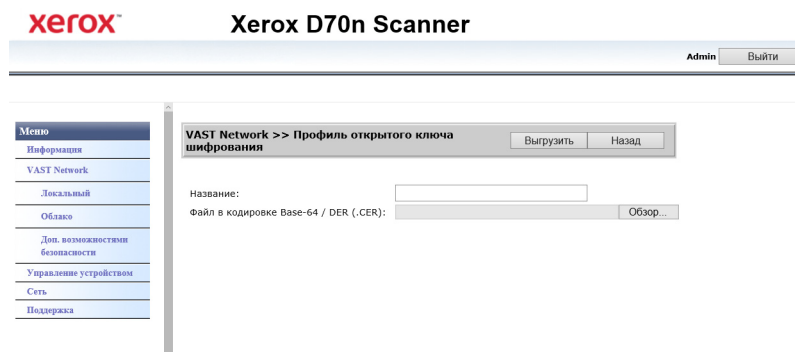 xerox™
Xerox D70n Scanner
Admin Выйти
Меню
Информация
VAST Network
Локальный
Облако
Доп. возможностями
безопасности
Управление устройством
Сеть
Поддержка
VAST Network >> Профиль открытого ключа
шифрования
Выгрузить Назад
Название:
Файл в кодировке Base-64 / DER (.CER): Обзор...